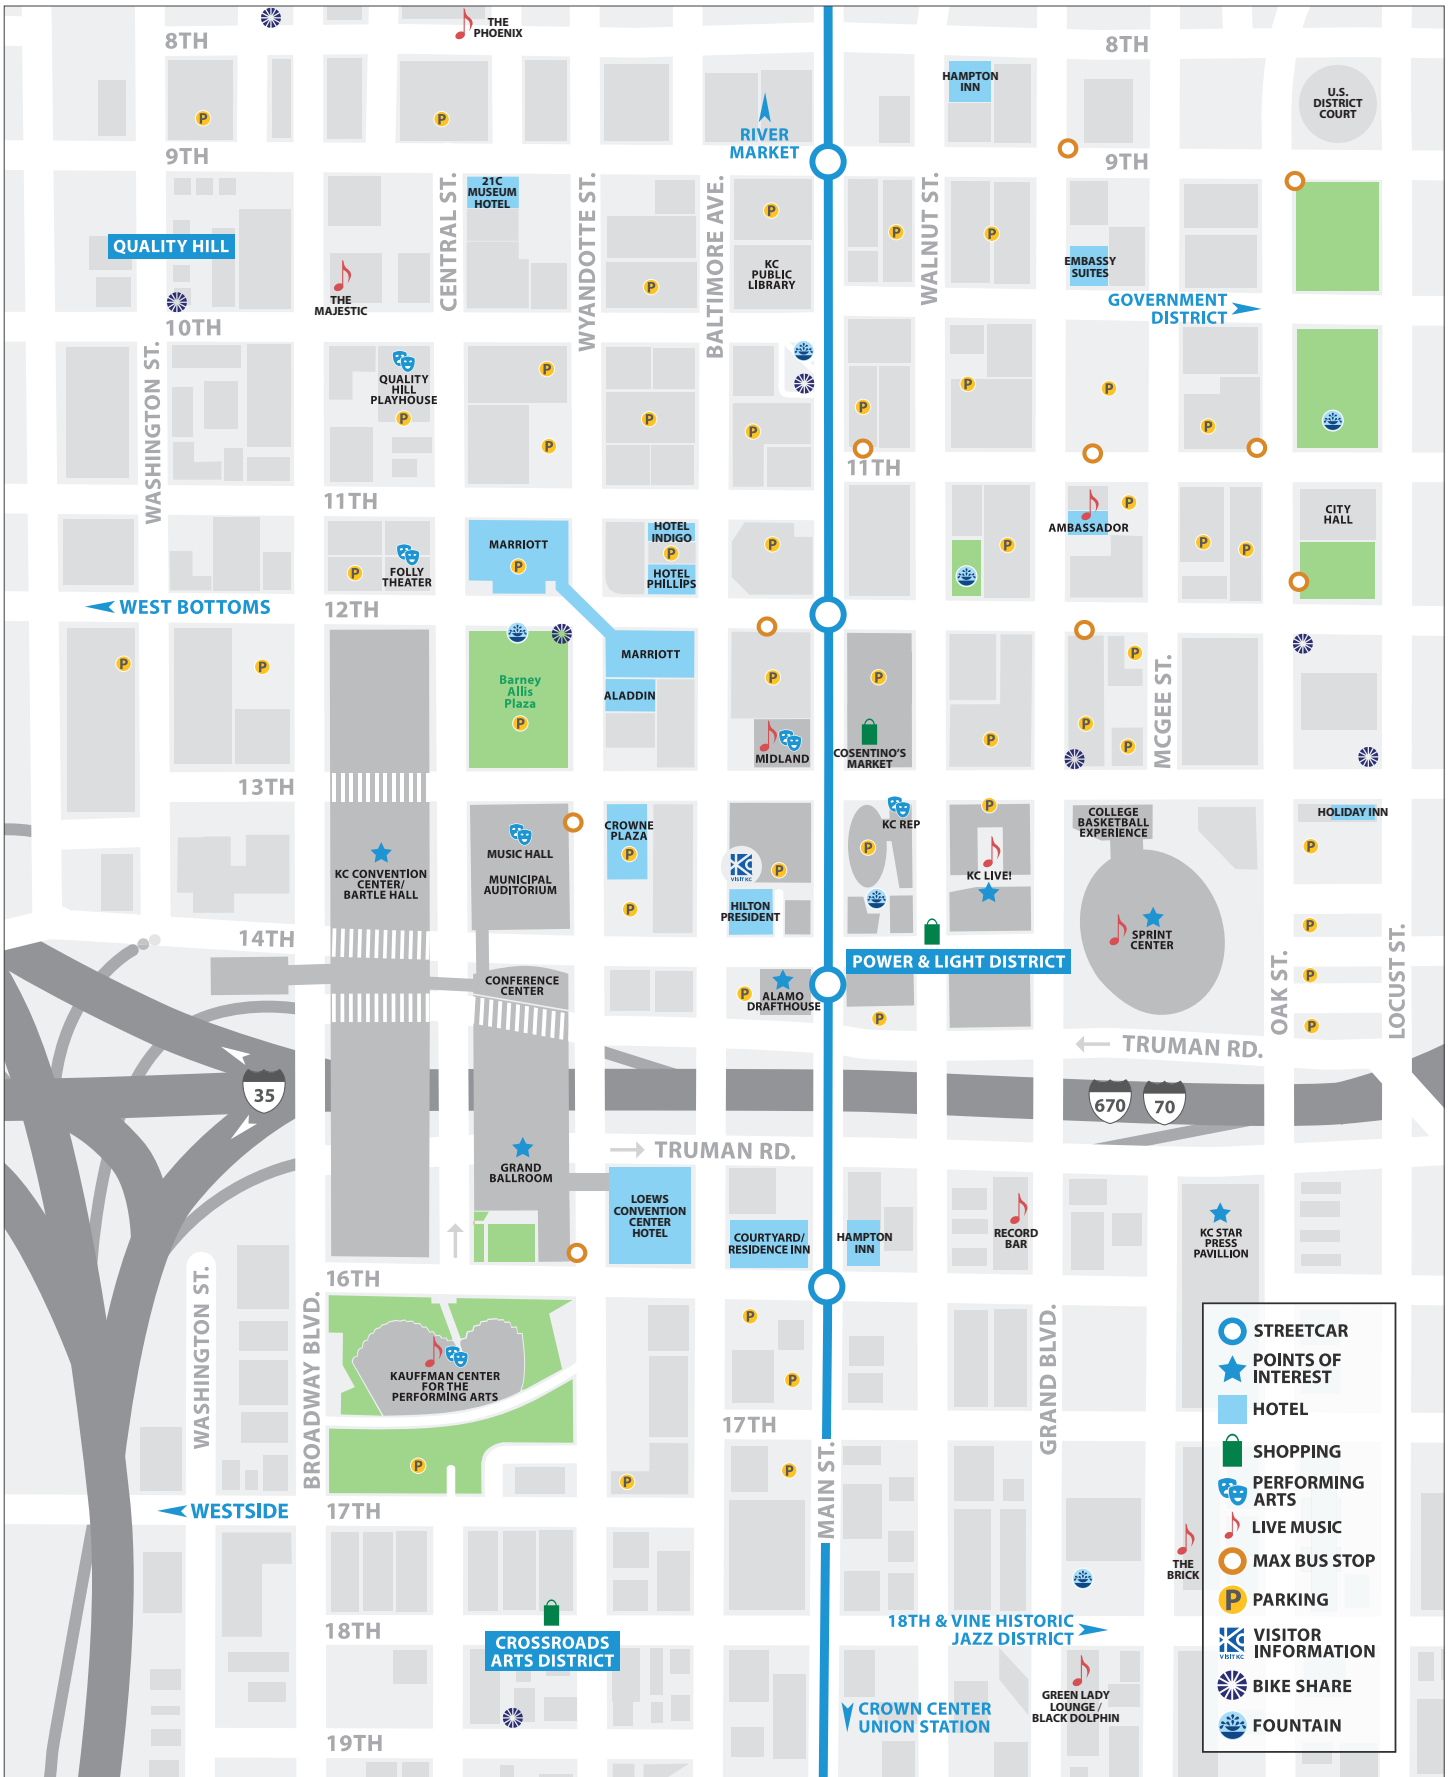 THE
PHOENIX
8TH
8TH
P
P
HAMPTON
INN
U.S.
DISTRICT
COURT
RIVER
MARKET
9TH
9TH
CENTRAL ST.
21C
MUSEUM
HOTEL
WYANDOTTE ST.
BALTIMORE AVE.
P
P
WALNUT ST.
P
QUALITY HILL
THE
MAJESTIC
P
KC
PUBLIC
LIBRARY
EMBASSY
SUITES
GOVERNMENT
DISTRICT
10TH
WASHINGTON ST.
QUALITY
HILL
PLAYHOUSE
P
P
P
P
P
P
P
P
P
11TH
11TH
MARRIOTT
P
HOTEL
INDIGO
P
HOTEL
PHILLIPS
P
P
AMBASSADOR
P
P
P
CITY
HALL
P
FOLLY
THEATER
WEST BOTTOMS
12TH
P
P
Barney
Allis
Plaza
P
MARRIOTT
ALADDIN
P
P
P
P
P
P
MCGEE ST.
MIDLAND
COSENTINO'S
MARKET
13TH
KC CONVENTION
CENTER/
BARTLE HALL
MUSIC HALL
MUNICIPAL
AUDITORIUM
CROWNE
PLAZA
P
P
VISIT KC
P
HILTON
PRESIDENT
KC REP
P
P
KC LIVE!
COLLEGE
BASKETBALL
EXPERIENCE
HOLIDAY INN
P
14TH
SPRINT
CENTER
P
POWER & LIGHT DISTRICT
CONFERENCE
CENTER
P
ALAMO
DRAFTHOUSE
P
P
P
OAK ST.
LOCUST ST.
TRUMAN RD.
35
670
70
TRUMAN RD.
GRAND
BALLROOM
LOEWS
CONVENTION
CENTER
HOTEL
COURTYARD/
RESIDENCE INN
HAMPTON
INN
RECORD
BAR
KC STAR
PRESS
PAVILION
16TH
WASHINGTON ST.
BROADWAY BLVD.
KAUFFMAN CENTER
FOR THE
PERFORMING ARTS
P
P
P
P
17TH
P
MAIN ST.
GRAND BLVD.
WESTSIDE
17TH
THE
BRICK
18TH
CROSSROADS
ARTS DISTRICT
18TH & VINE HISTORIC
JAZZ DISTRICT
GREEN LADY
LOUNGE /
BLACK DOLPHIN
CROWN CENTER
UNION STATION
19TH
STREETCAR
POINTS OF
INTEREST
HOTEL
SHOPPING
PERFORMING
ARTS
LIVE MUSIC
MAX BUS STOP
P
PARKING
VISIT KC
VISITOR
INFORMATION
BIKE SHARE
FOUNTAIN